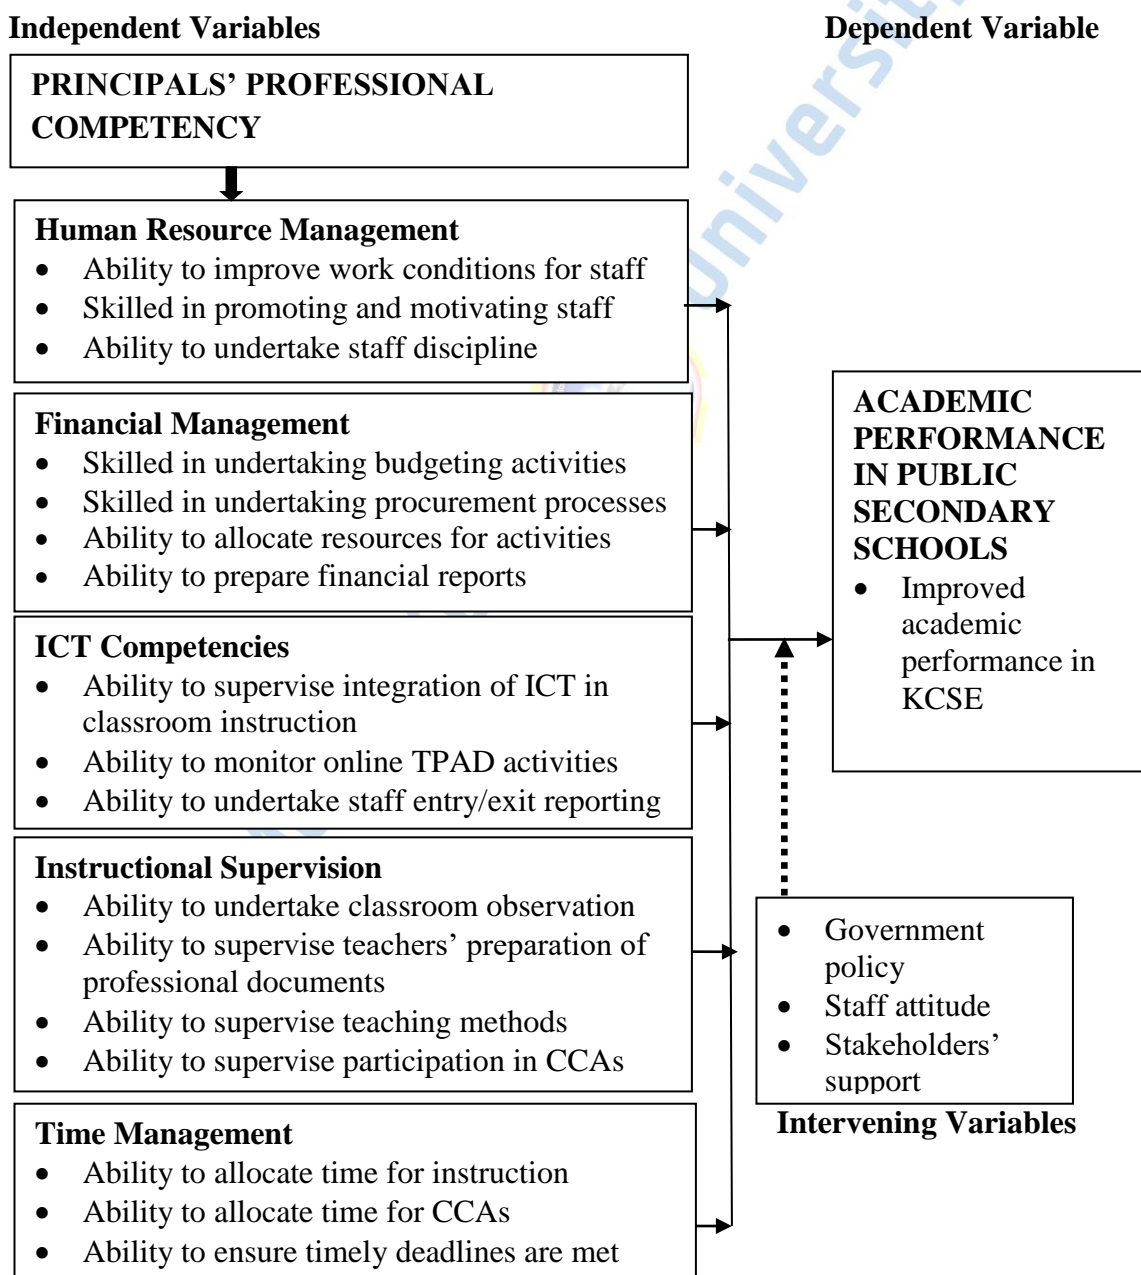 Independent Variables
Dependent Variable
PRINCIPALS’ PROFESSIONAL
COMPETENCY
Human Resource Management
• Ability to improve work conditions for staff
• Skilled in promoting and motivating staff
• Ability to undertake staff discipline
Financial Management
• Skilled in undertaking budgeting activities
• Skilled in undertaking procurement processes
• Ability to allocate resources for activities
• Ability to prepare financial reports
ICT Competencies
• Ability to supervise integration of ICT in
classroom instruction
• Ability to monitor online TPAD activities
• Ability to undertake staff entry/exit reporting
Instructional Supervision
• Ability to undertake classroom observation
• Ability to supervise teachers’ preparation of
professional documents
• Ability to supervise teaching methods
• Ability to supervise participation in CCAs
Time Management
• Ability to allocate time for instruction
• Ability to allocate time for CCAs
• Ability to ensure timely deadlines are met
ACADEMIC
PERFORMANCE
IN PUBLIC
SECONDARY
SCHOOLS
• Improved
academic
performance in
KCSE
• Government
policy
• Staff attitude
• Stakeholders’
support
Intervening Variables
University